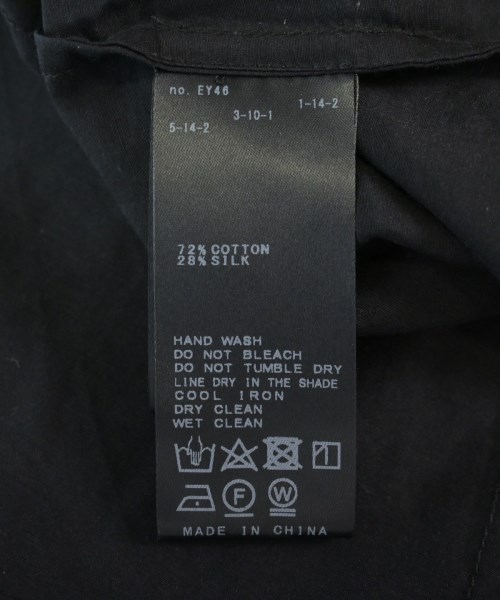 no. EY46
1-14-2
3-10-1
5-14-2
72% COTTON
28% SILK
HAND WASH
DO NOT BLEACH
DO NOT TUMBLE DRY
LINE DRY IN THE SHADE
COOL IRON
DRY CLEAN
WET CLEAN
F W
MADE IN CHINA